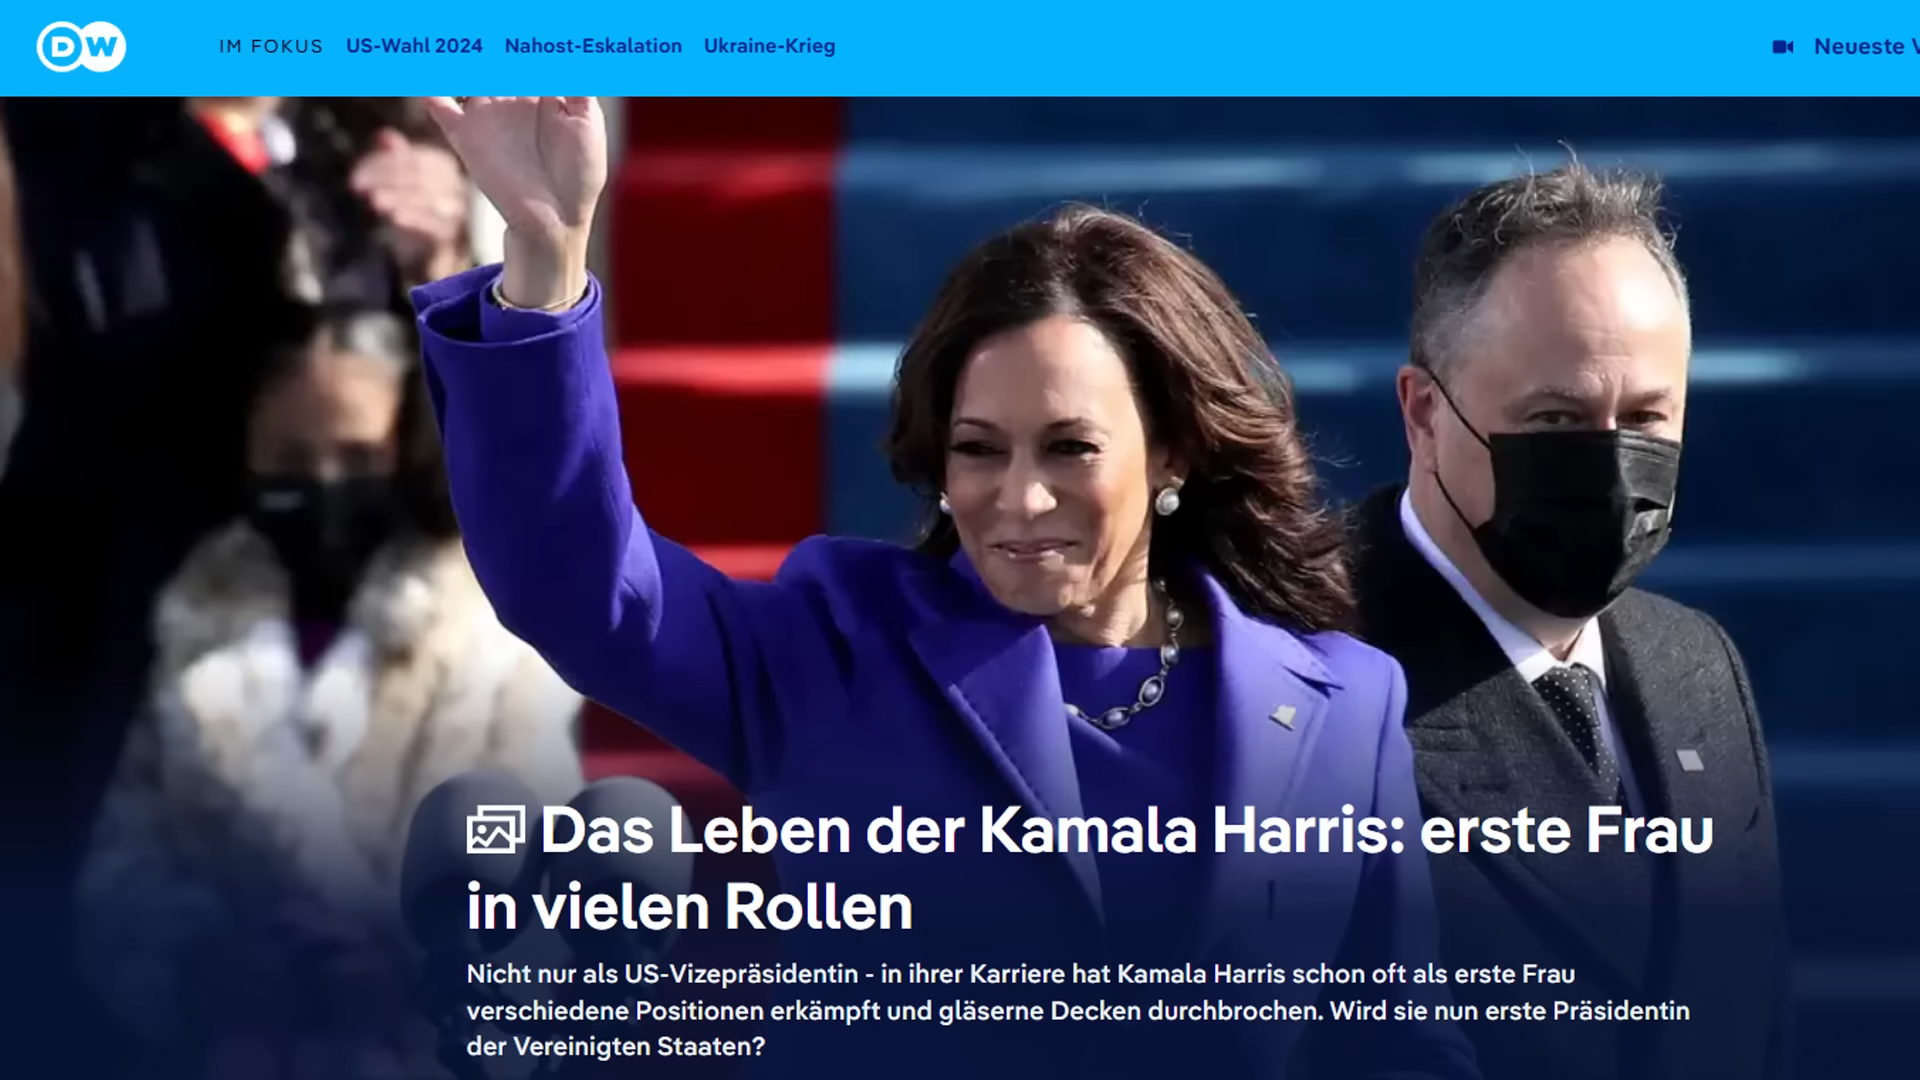 DW
IM FOKUS US-Wahl 2024 Nahost-Eskalation Ukraine-Krieg
Neueste V
Das Leben der Kamala Harris: erste Frau
in vielen Rollen
Nicht nur als US-Vizepräsidentin - in ihrer Karriere hat Kamala Harris schon oft als erste Frau
verschiedene Positionen erkämpft und gläserne Decken durchbrochen. Wird sie nun erste Präsidentin
der Vereinigten Staaten?